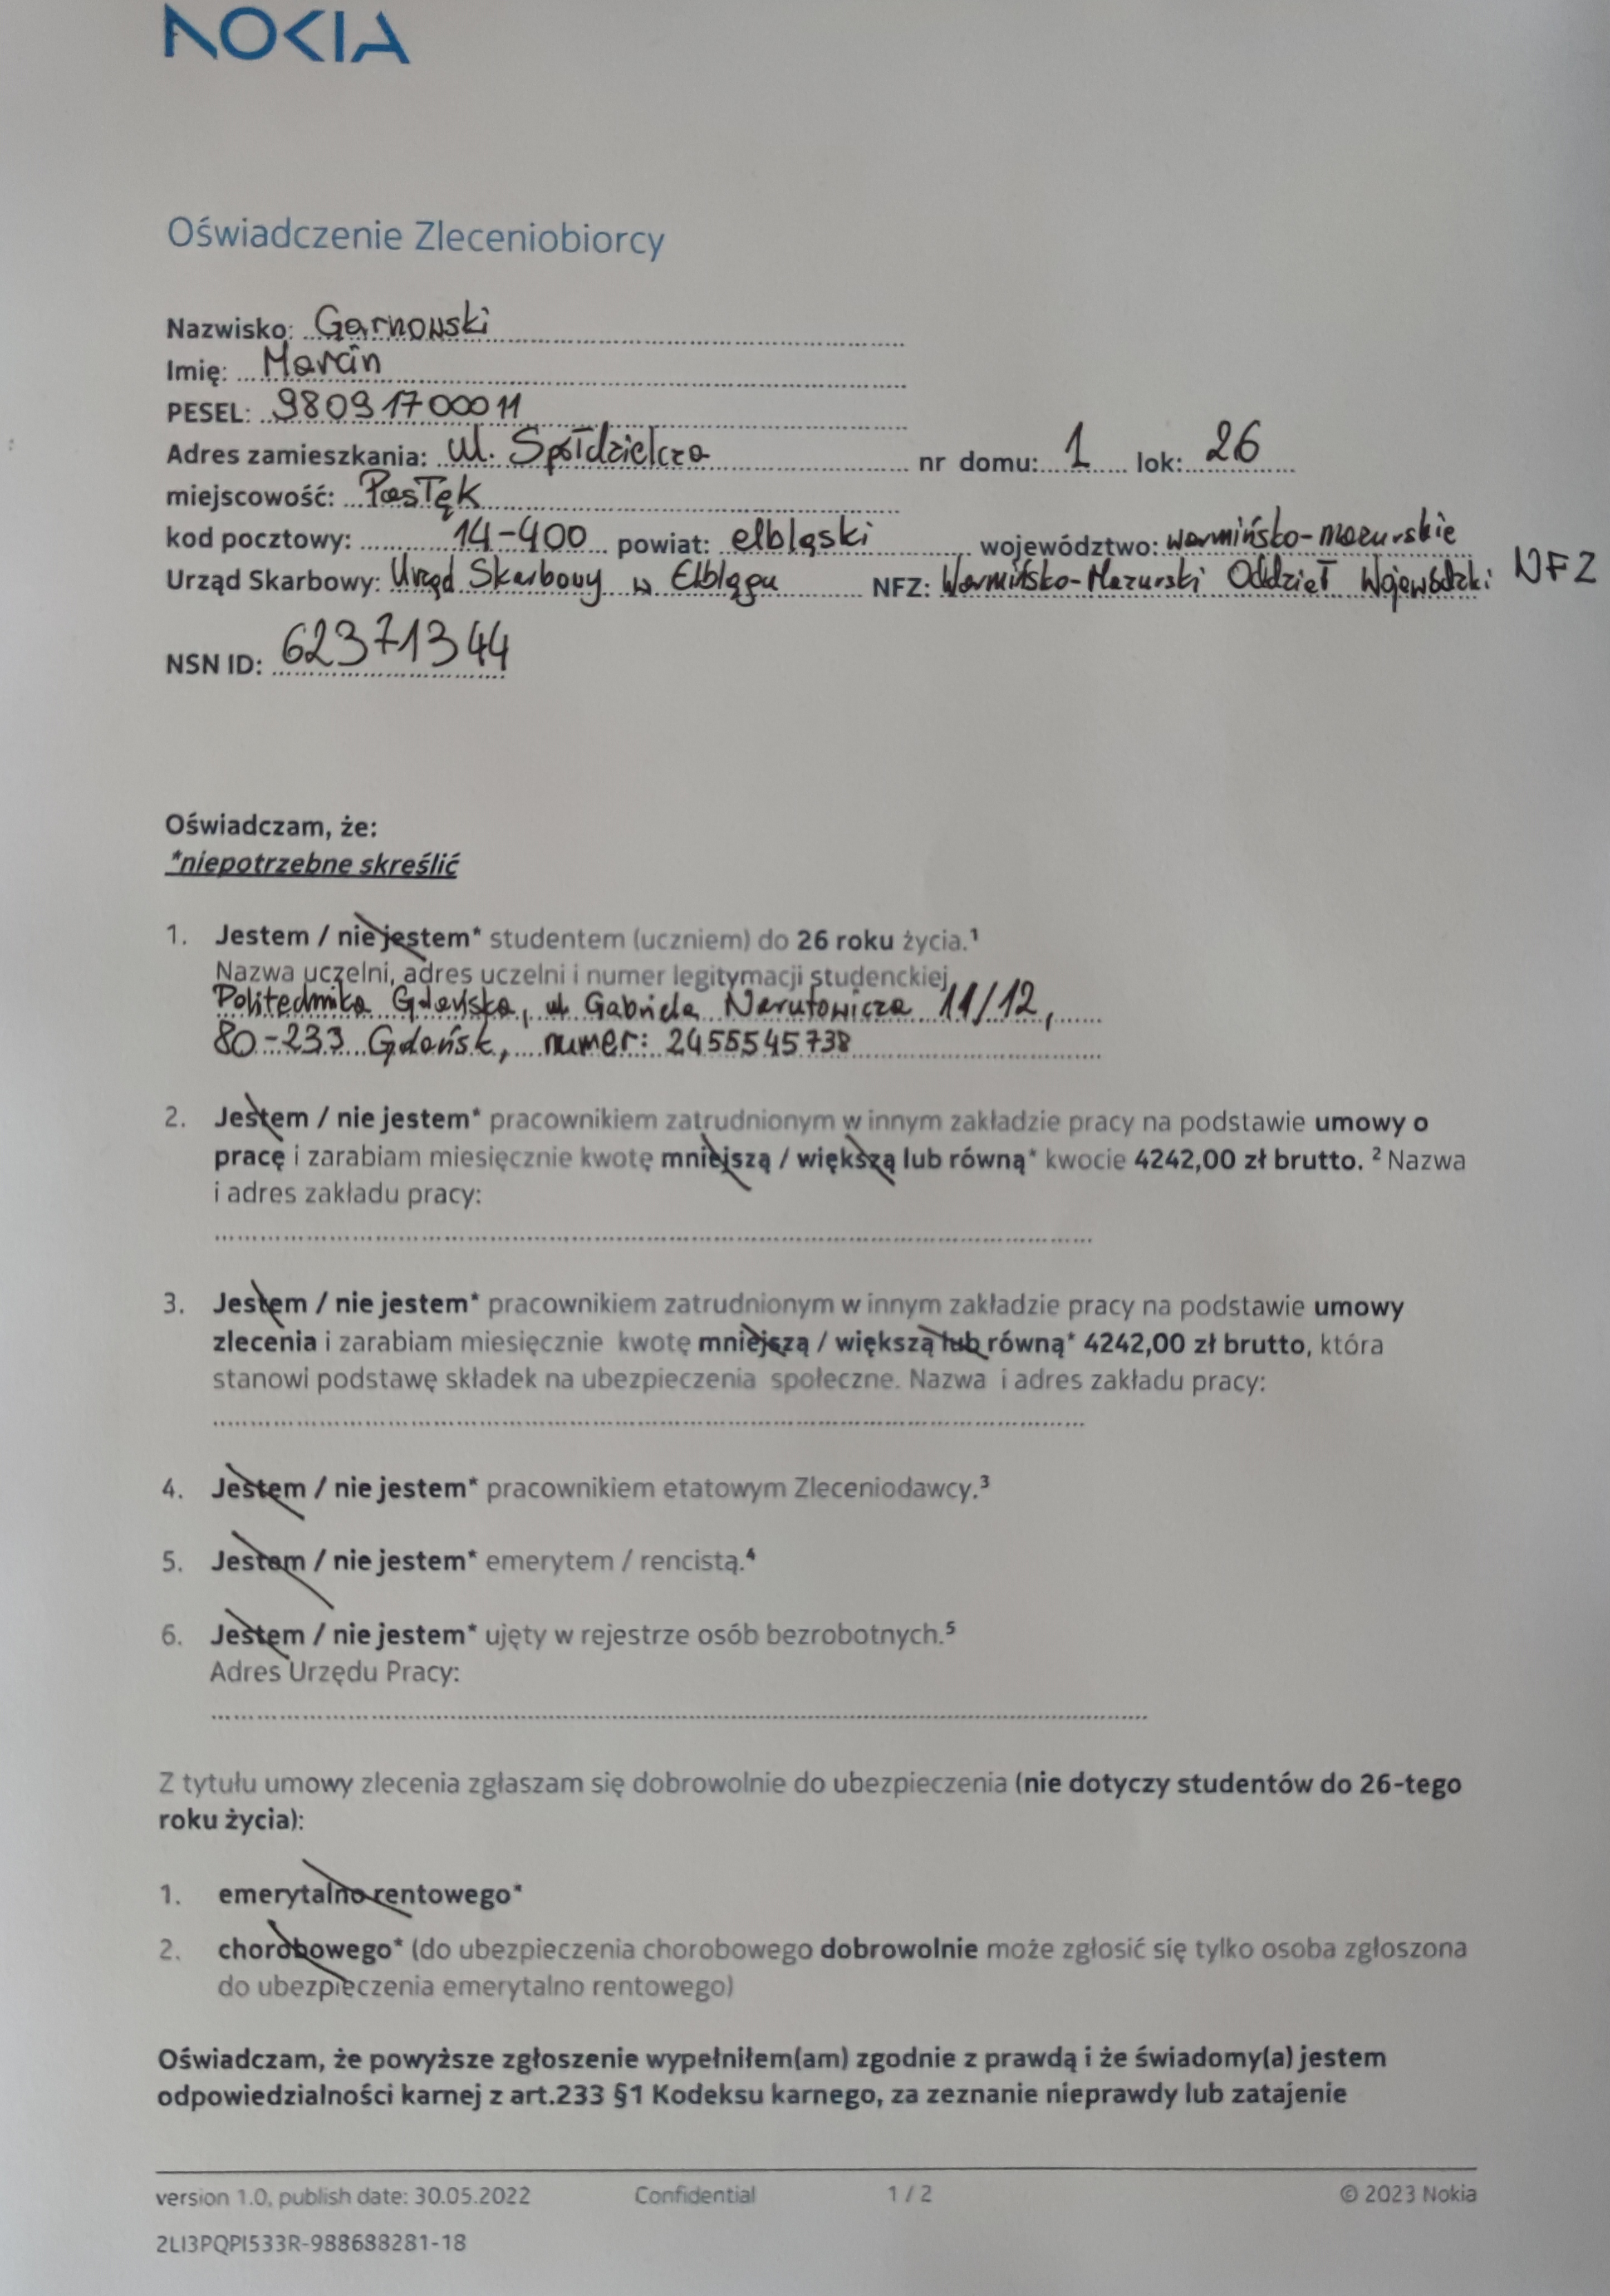 NOKIA
Oświadczenie Zleceniobiorcy
Nazwisko: Garnowski
Imię: Marcin
PESEL: 98091700011
Adres zamieszkania: ul. Spółdzielcza nr domu: 1 lok: 26
miejscowość: Pasłęk
kod pocztowy: 14-400 powiat: elbląski województwo: warmińsko-mazurskie
Urząd Skarbowy: Urząd Skarbowy w Elblągu NFZ: Warmińsko-Mazurski Oddział Wojewódzki NFZ
NSN ID: 62371344
Oświadczam, że:
*niepotrzebne skreślić
1. Jestem / nie jestem* studentem (uczniem) do 26 roku życia.¹
Nazwa uczelni, adres uczelni i numer legitymacji studenckiej
Politechnika Gdańska, ul. Gabriela Narutowicza 11/12,
80-233 Gdańsk, numer: 2455545738
2. Jestem / nie jestem* pracownikiem zatrudnionym w innym zakładzie pracy na podstawie umowy o
pracę i zarabiam miesięcznie kwotę mniejszą / większą lub równą* kwocie 4242,00 zł brutto. ² Nazwa
i adres zakładu pracy:
3. Jestem / nie jestem* pracownikiem zatrudnionym w innym zakładzie pracy na podstawie umowy
zlecenia i zarabiam miesięcznie kwotę mniejszą / większą lub równą* 4242,00 zł brutto, która
stanowi podstawę składek na ubezpieczenia społeczne. Nazwa i adres zakładu pracy:
4. Jestem / nie jestem* pracownikiem etatowym Zleceniodawcy.³
5. Jestem / nie jestem* emerytem / rencistą.⁴
6. Jestem / nie jestem* ujęty w rejestrze osób bezrobotnych.⁵
Adres Urzędu Pracy:
Z tytułu umowy zlecenia zgłaszam się dobrowolnie do ubezpieczenia (nie dotyczy studentów do 26-tego
roku życia):
1. emerytalno rentowego*
2. chorobowego* (do ubezpieczenia chorobowego dobrowolnie może zgłosić się tylko osoba zgłoszona
do ubezpieczenia emerytalno rentowego)
Oświadczam, że powyższe zgłoszenie wypełniłem(am) zgodnie z prawdą i że świadomy(a) jestem
odpowiedzialności karnej z art.233 §1 Kodeksu karnego, za zeznanie nieprawdy lub zatajenie
version 1.0, publish date: 30.05.2022 Confidential 1 / 2 © 2023 Nokia
2LI3PQPI533R-988688281-18